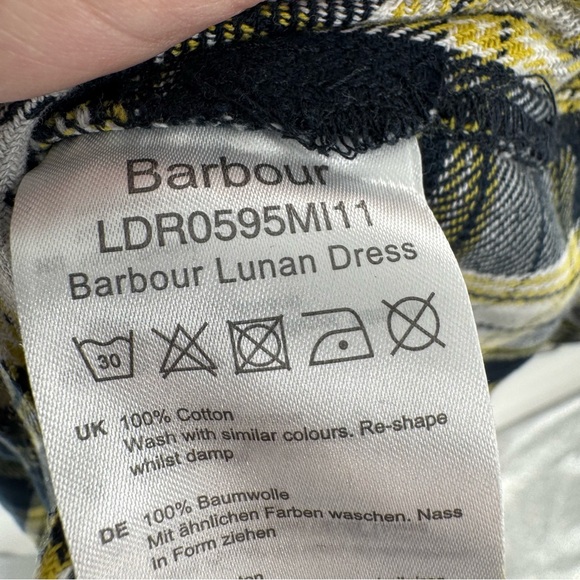 Barbour
LDR0595MI11
Barbour Lunan Dress
30
UK 100% Cotton
Wash with similar colours. Re-shape
whilst damp
DE 100% Baumwolle
Mit ähnlichen Farben waschen. Nass
in Form ziehen